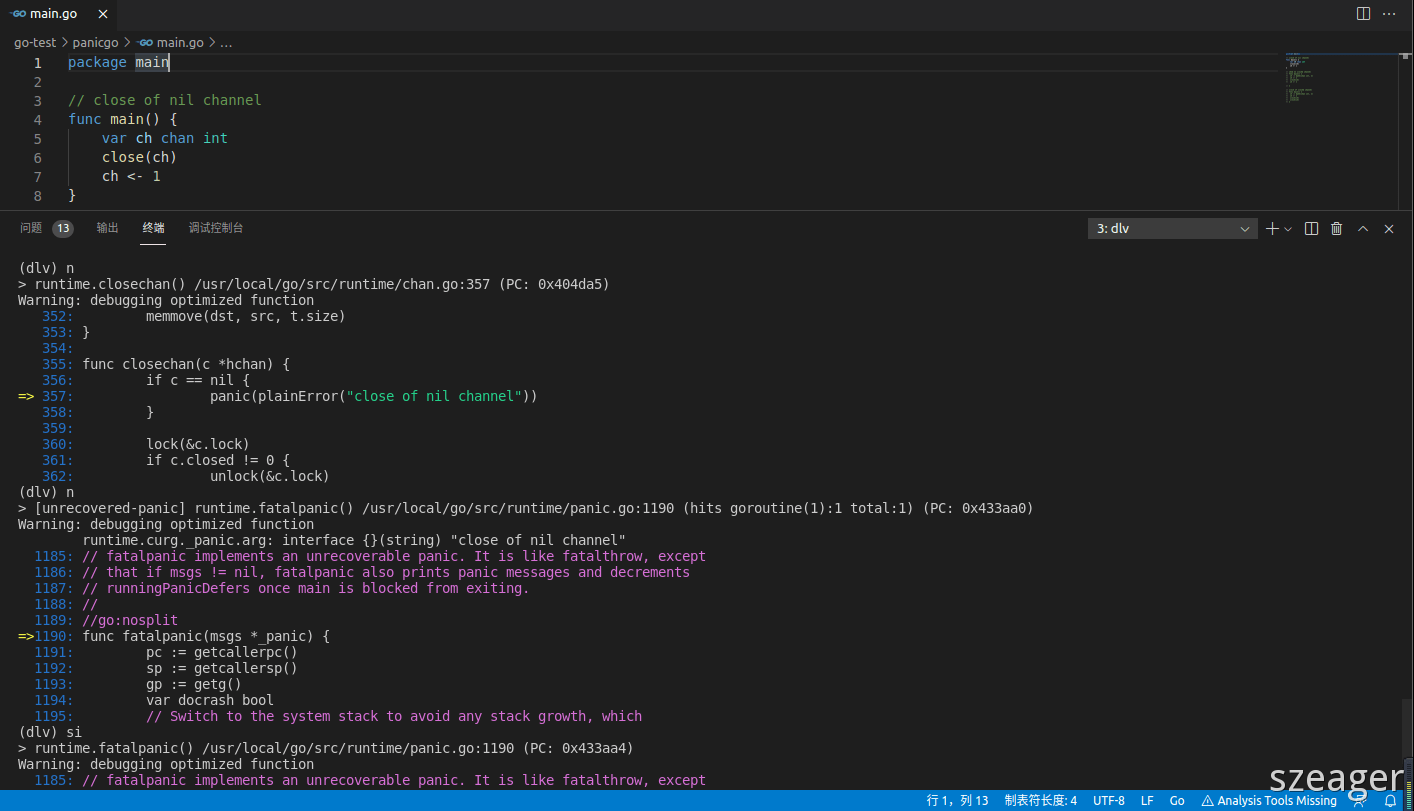 main.go
go-test > panicgo > main.go > ...
1 package main
2
3 // close of nil channel
4 func main() {
5 var ch chan int
6 close(ch)
7 ch <- 1
8 }
问题 13 输出 终端 调试控制台 3: dlv
(dlv) n
> runtime.closechan() /usr/local/go/src/runtime/chan.go:357 (PC: 0x404da5)
Warning: debugging optimized function
352: memmove(dst, src, t.size)
353: }
354:
355: func closechan(c *hchan) {
356: if c == nil {
=> 357: panic(plainError("close of nil channel"))
358: }
359:
360: lock(&c.lock)
361: if c.closed != 0 {
362: unlock(&c.lock)
(dlv) n
> [unrecovered-panic] runtime.fatalpanic() /usr/local/go/src/runtime/panic.go:1190 (hits goroutine(1):1 total:1) (PC: 0x433aa0)
Warning: debugging optimized function
runtime.curg._panic.arg: interface {}(string) "close of nil channel"
1185: // fatalpanic implements an unrecoverable panic. It is like fatalthrow, except
1186: // that if msgs != nil, fatalpanic also prints panic messages and decrements
1187: // runningPanicDefers once main is blocked from exiting.
1188: //
1189: //go:nosplit
=>1190: func fatalpanic(msgs *_panic) {
1191: pc := getcallerpc()
1192: sp := getcallersp()
1193: gp := getg()
1194: var docrash bool
1195: // Switch to the system stack to avoid any stack growth, which
(dlv) si
> runtime.fatalpanic() /usr/local/go/src/runtime/panic.go:1190 (PC: 0x433aa4)
Warning: debugging optimized function
1185: // fatalpanic implements an unrecoverable panic. It is like fatalthrow, except
szeager
行 1，列 13 制表符长度: 4 UTF-8 LF Go Analysis Tools Missing